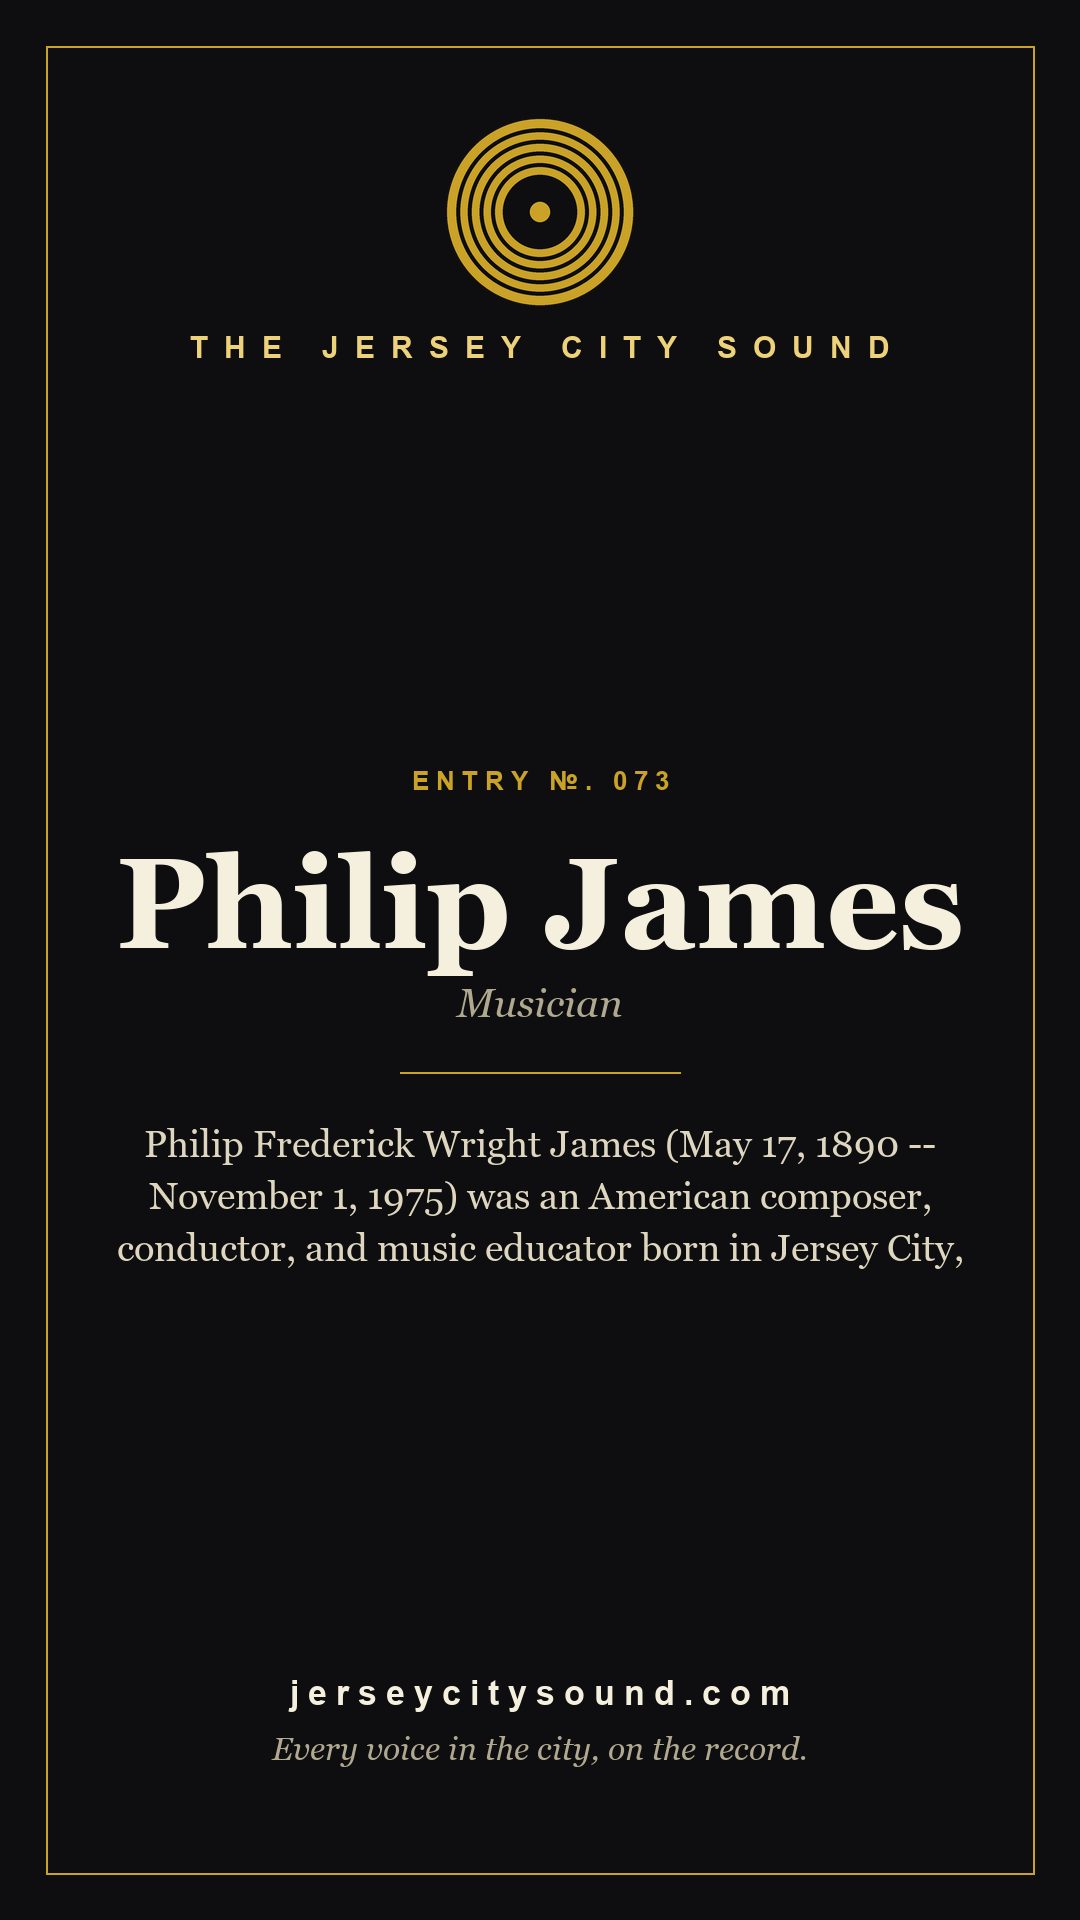 THE JERSEY CITY SOUND
ENTRY №. 073
Philip James
Musician
Philip Frederick Wright James (May 17, 1890 --
November 1, 1975) was an American composer,
conductor, and music educator born in Jersey City,
jerseycitysound.com
Every voice in the city, on the record.